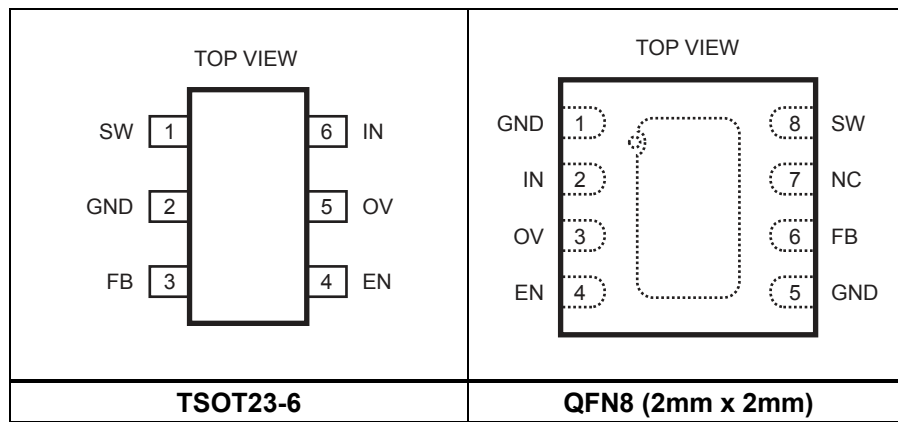 TOP VIEW
SW 1 6 IN
GND 2 5 OV
FB 3 4 EN
TSOT23-6
TOP VIEW
GND 1 8 SW
IN 2 7 NC
OV 3 6 FB
EN 4 5 GND
QFN8 (2mm x 2mm)